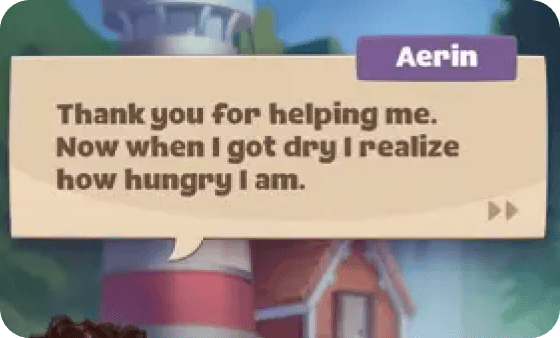 Aerin
Thank you for helping me.
Now when I got dry I realize
how hungry I am.